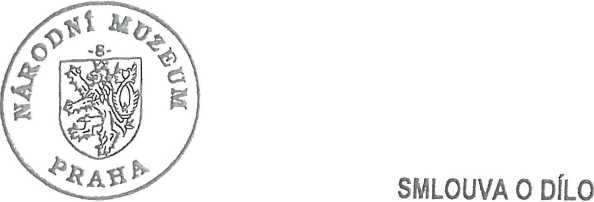 NÁRODNÍ MUZEUM
-8-
PRAHA
SMLOUVA O DÍLO